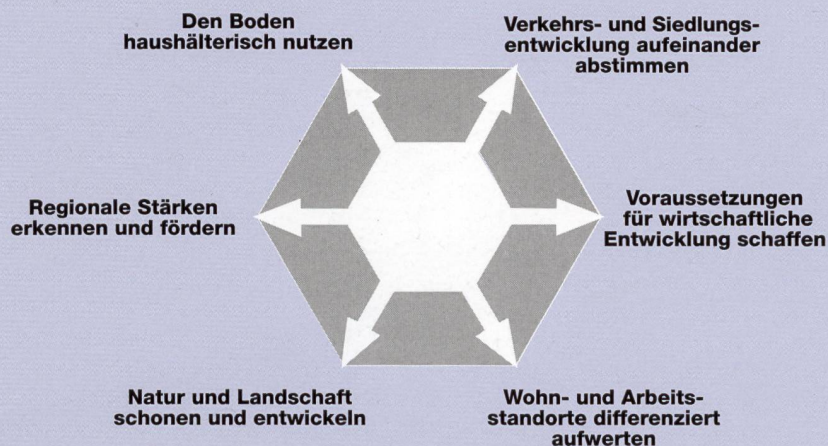 Den Boden
haushälterisch nutzen
Verkehrs- und Siedlungs-
entwicklung aufeinander
abstimmen
Regionale Stärken
erkennen und fördern
Voraussetzungen
für wirtschaftliche
Entwicklung schaffen
Natur und Landschaft
schonen und entwickeln
Wohn- und Arbeits-
standorte differenziert
aufwerten